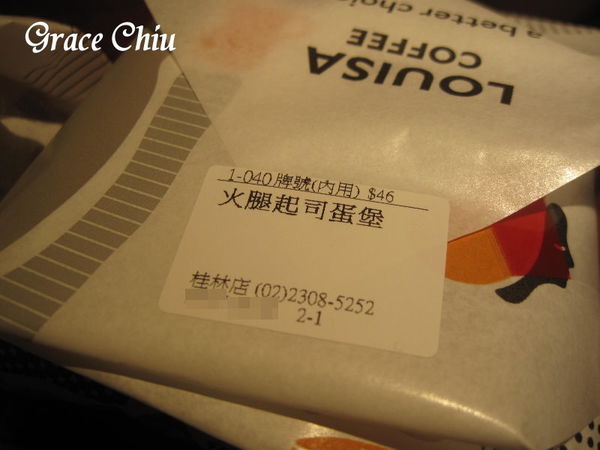 Grace Chiu
a better choi
LOUISA
COFFEE
1-040 牌號(內用) $46
火腿起司蛋堡
桂林店 (02)2308-5252
2-1